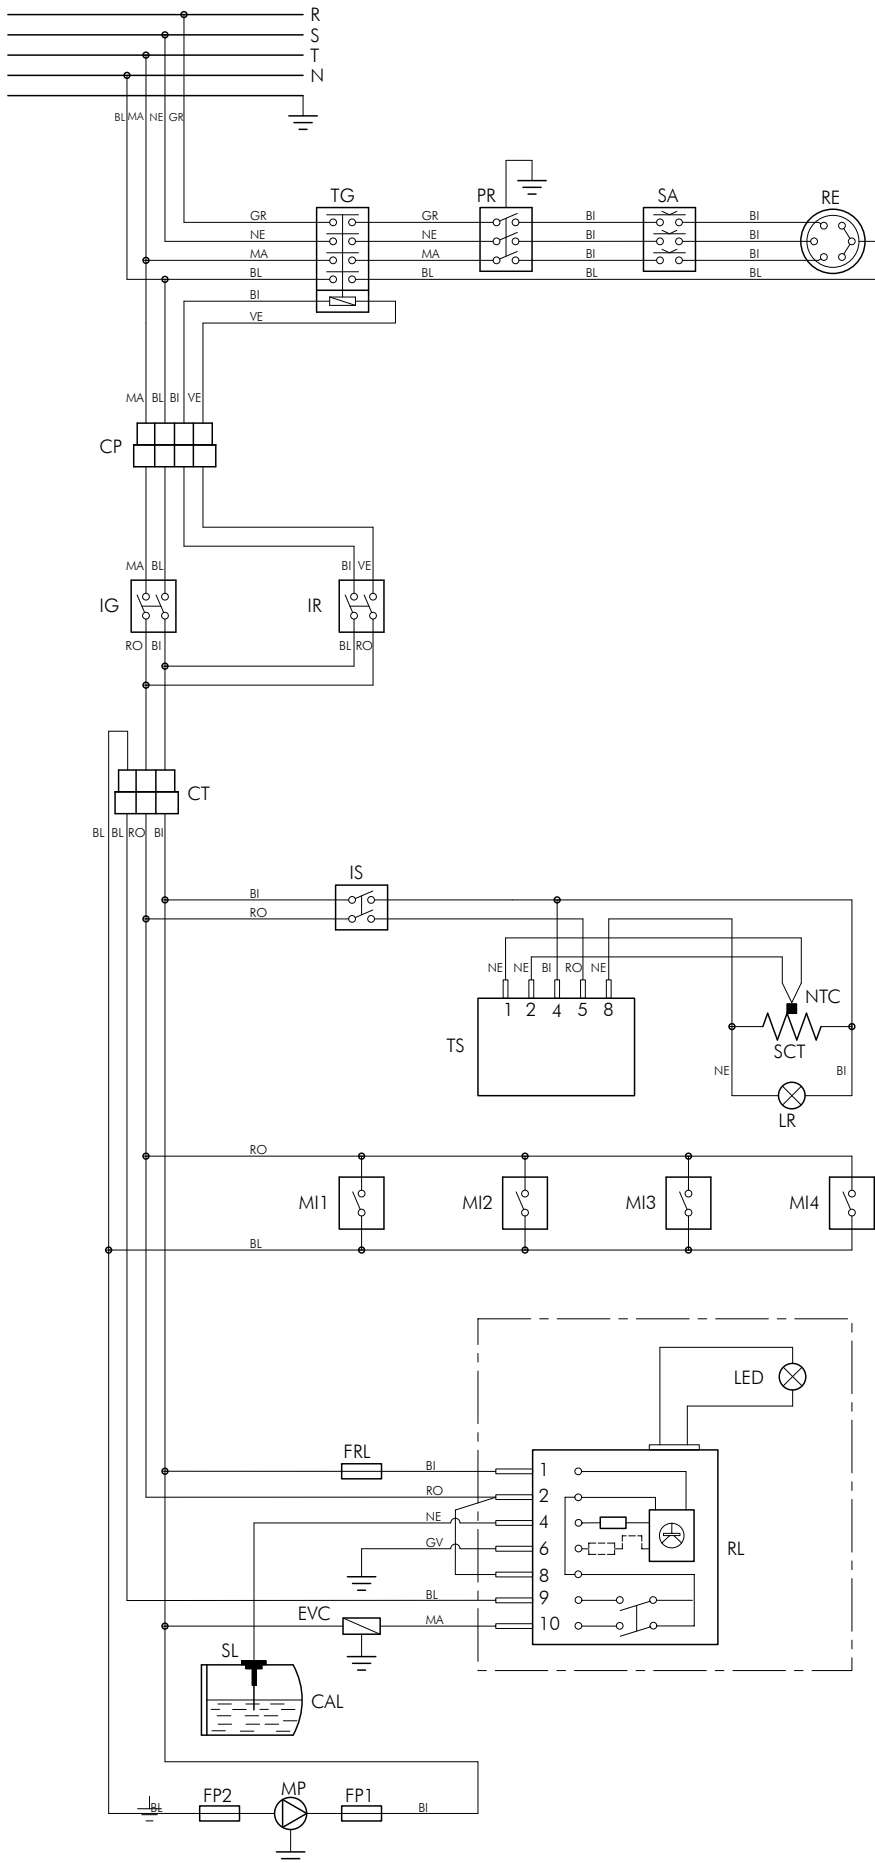 R
S
T
N
BL MA NE GR
TG PR SA RE
GR GR BI BI
NE NE BI BI
MA MA BI BI
BL BL BL BL
BI
VE
MA BL BI VE
CP
MA BL BI VE
IG IR
RO BI BL RO
CT
BL BL RO BI
IS
BI
RO
NE NE BI RO NE
1 2 4 5 8
NTC
TS
SCT
NE BI
LR
RO
MI1 MI2 MI3 MI4
BL
LED
FRL
BI 1
RO 2
NE 4
GV 6
RL
8
BL 9
EVC MA 10
SL
CAL
MP
FP2 FP1
BL BI